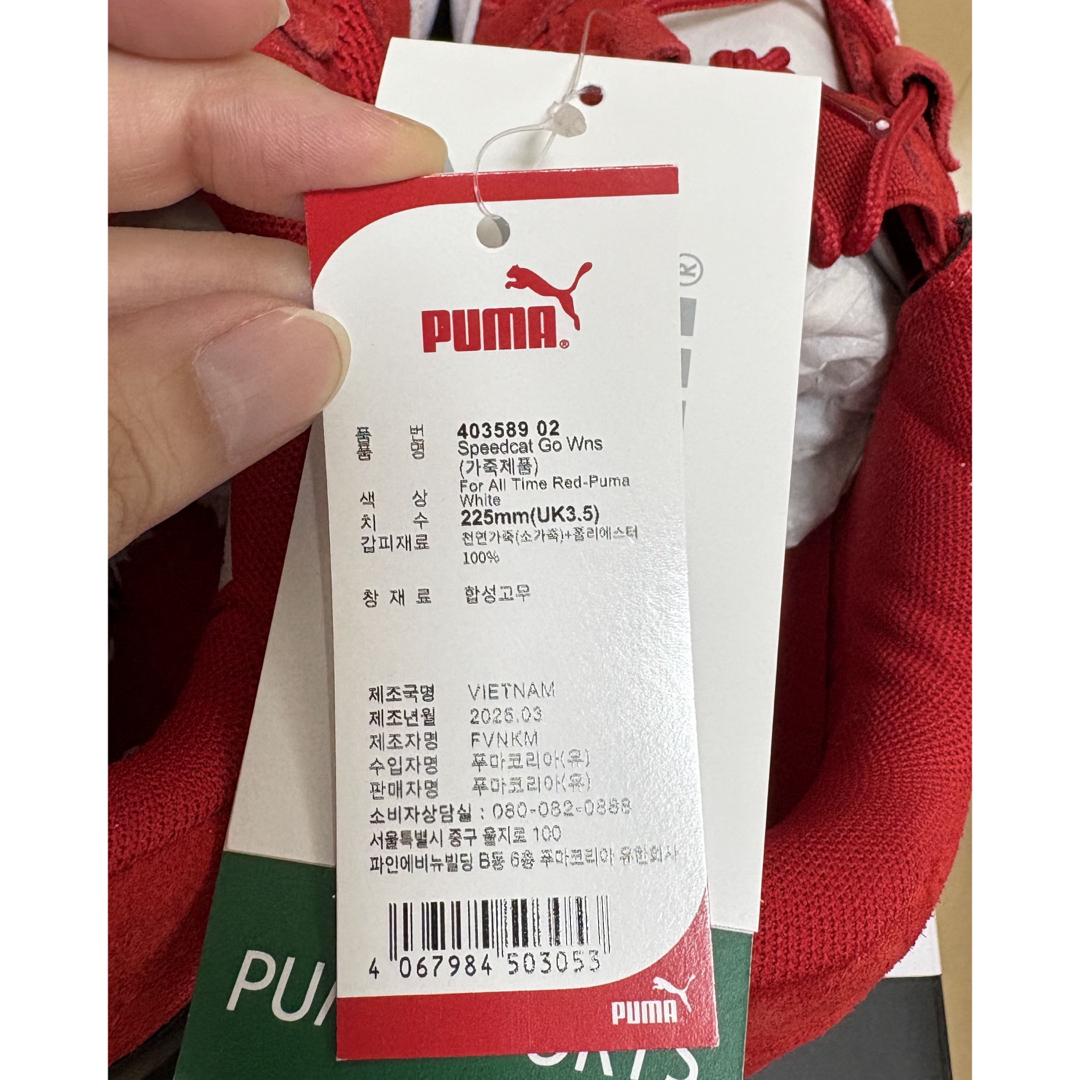 PUMA®
품 번 403589 02
품 명 Speedcat Go Wns
(가죽제품)
색 상 For All Time Red-Puma
White
치 수 225mm(UK3.5)
갑피재료 천연가죽(소가죽)+폴리에스터
100%
창 재 료 합성고무
제조국명 VIETNAM
제조년월
제조자명 FVNKM
수입자명 푸마코리아(유)
판매자명 푸마코리아(유)
소비자상담실 : 080-082-0888
서울특별시 중구 을지로 100
파인에비뉴빌딩 B동 6층 푸마코리아 유한회사
4 067984 503053
PUMA
®